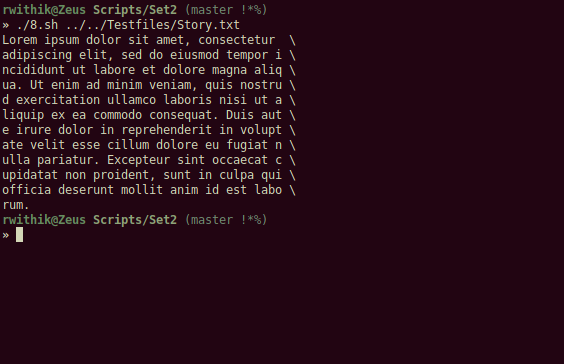 rwithik@Zeus Scripts/Set2 (master !*%)
» ./8.sh ../../Testfiles/Story.txt
Lorem ipsum dolor sit amet, consectetur  \
adipiscing elit, sed do eiusmod tempor i \
ncididunt ut labore et dolore magna aliq \
ua. Ut enim ad minim veniam, quis nostru \
d exercitation ullamco laboris nisi ut a \
liquip ex ea commodo consequat. Duis aut \
e irure dolor in reprehenderit in volupt \
ate velit esse cillum dolore eu fugiat n \
ulla pariatur. Excepteur sint occaecat c \
upidatat non proident, sunt in culpa qui \
officia deserunt mollit anim id est labo \
rum.
rwithik@Zeus Scripts/Set2 (master !*%)
»